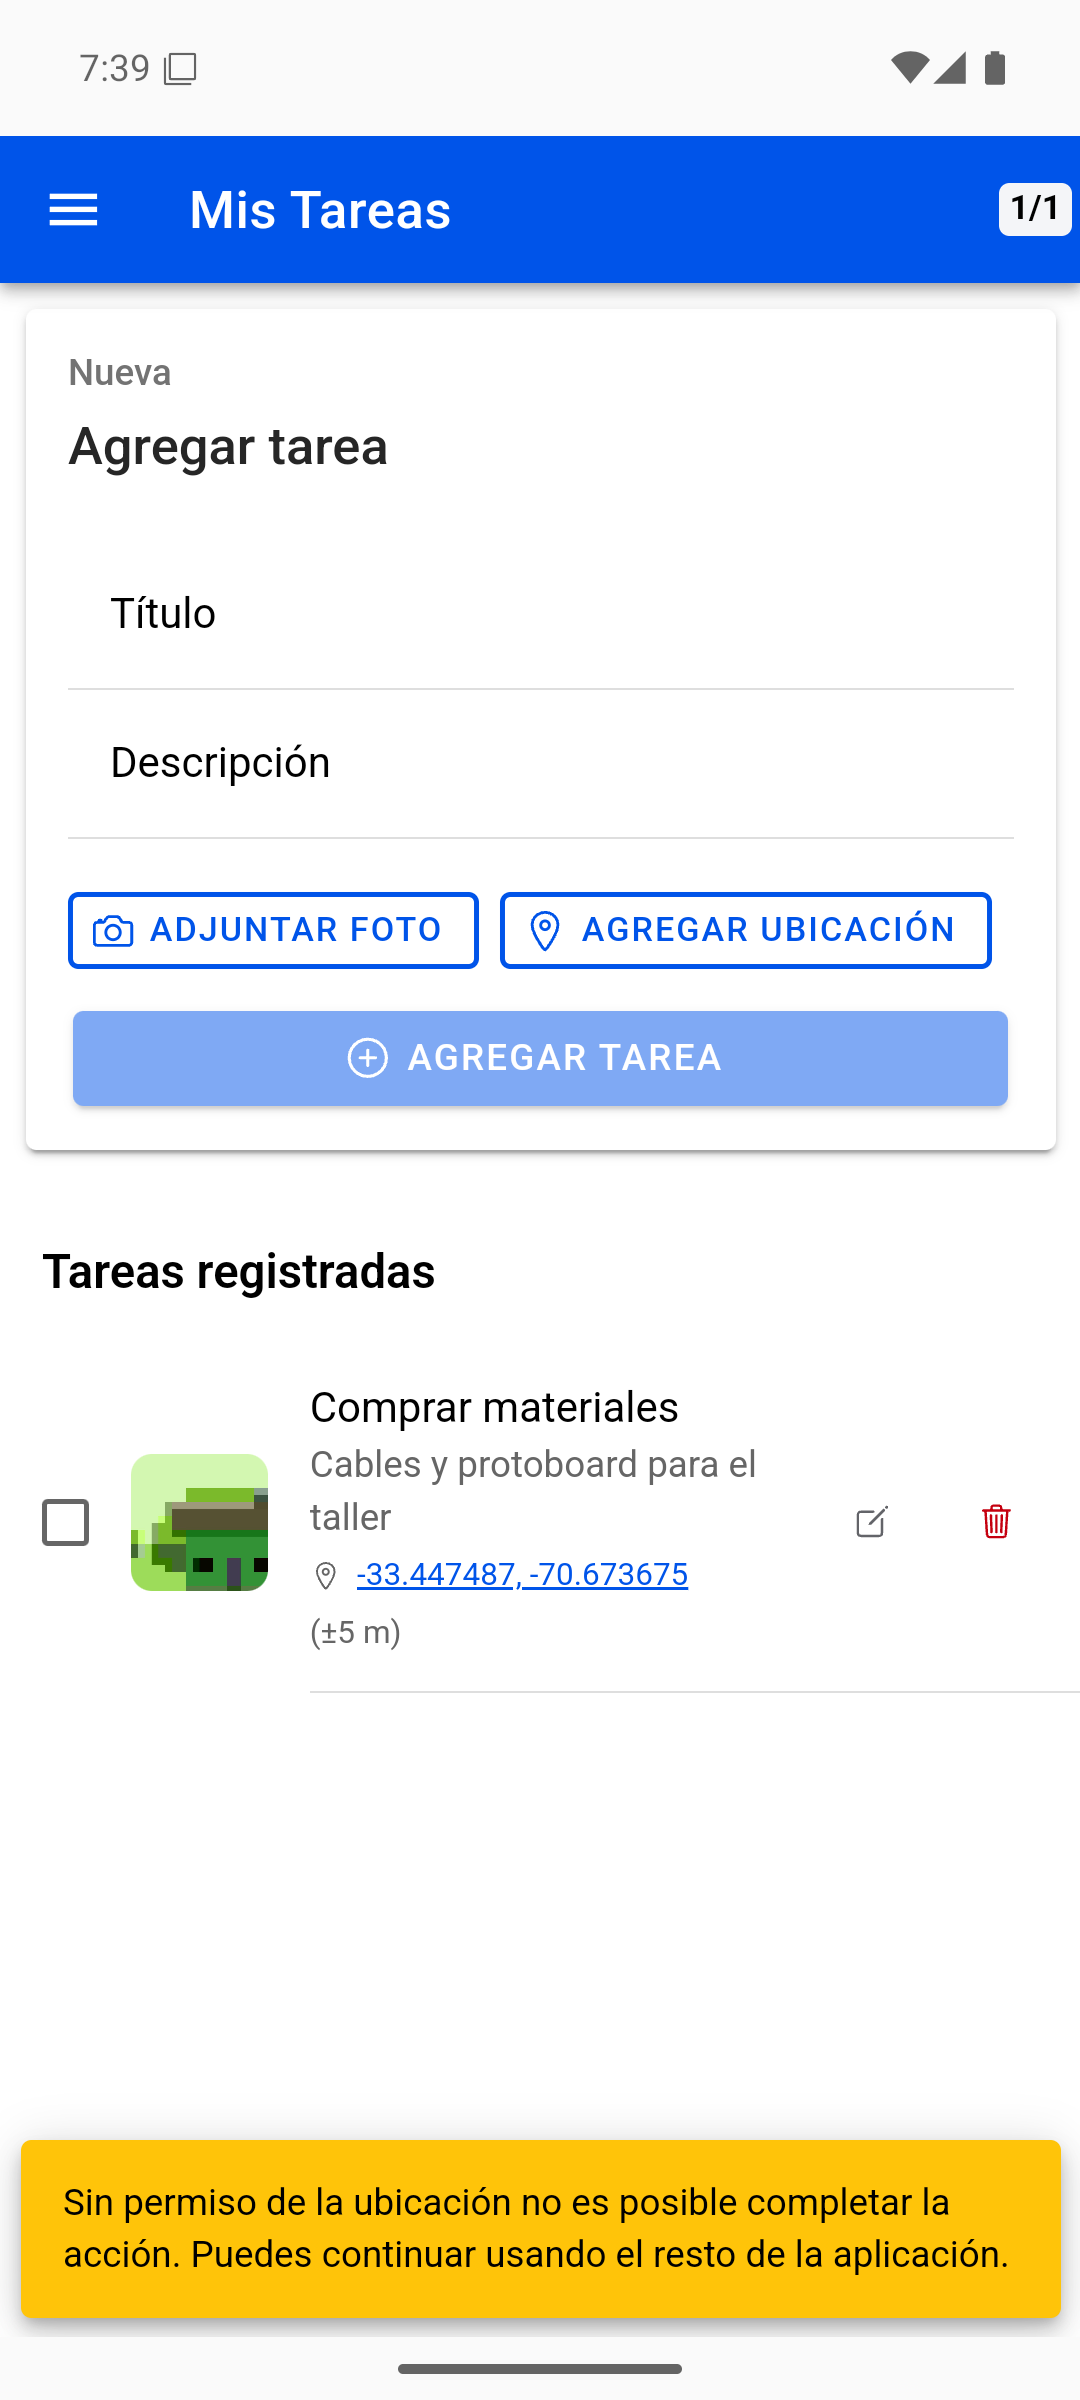 7:39
Mis Tareas
1/1
Nueva
Agregar tarea
Título
Descripción
ADJUNTAR FOTO
AGREGAR UBICACIÓN
AGREGAR TAREA
Tareas registradas
Comprar materiales
Cables y protoboard para el
taller
-33.447487, -70.673675
(±5 m)
Sin permiso de la ubicación no es posible completar la
acción. Puedes continuar usando el resto de la aplicación.